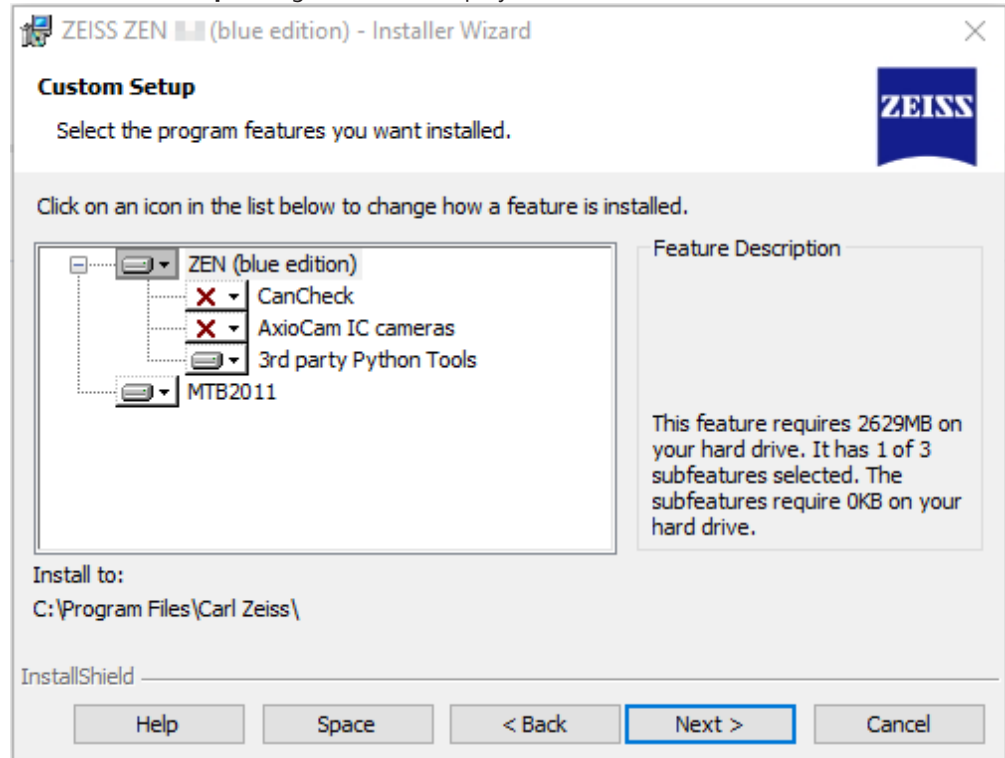 ZEISS ZEN (blue edition) - Installer Wizard
Custom Setup
Select the program features you want installed.
ZEISS
Click on an icon in the list below to change how a feature is installed.
ZEN (blue edition)
CanCheck
AxioCam IC cameras
3rd party Python Tools
MTB2011
Feature Description
This feature requires 2629MB on
your hard drive. It has 1 of 3
subfeatures selected. The
subfeatures require 0KB on your
hard drive.
Install to:
C:\Program Files\Carl Zeiss\
InstallShield
Help
Space
< Back
Next >
Cancel